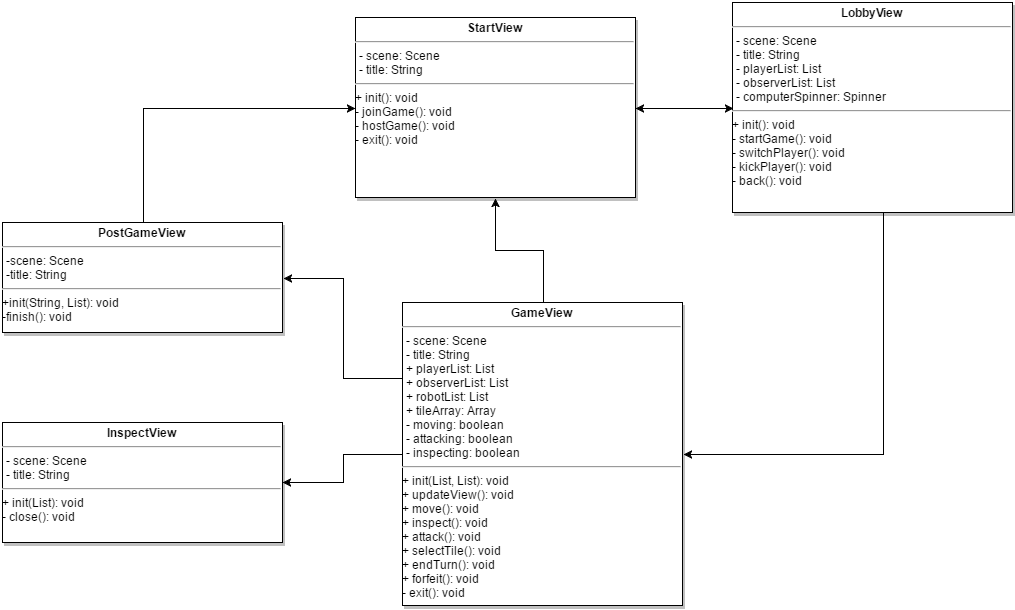 StartView
- scene: Scene
- title: String
+ init(): void
- joinGame(): void
- hostGame(): void
- exit(): void
LobbyView
- scene: Scene
- title: String
- playerList: List
- observerList: List
- computerSpinner: Spinner
+ init(): void
- startGame(): void
- switchPlayer(): void
- kickPlayer(): void
- back(): void
PostGameView
-scene: Scene
-title: String
+init(String, List): void
-finish(): void
GameView
- scene: Scene
- title: String
+ playerList: List
+ observerList: List
+ robotList: List
+ tileArray: Array
- moving: boolean
- attacking: boolean
- inspecting: boolean
+ init(List, List): void
+ updateView(): void
+ move(): void
+ inspect(): void
+ attack(): void
+ selectTile(): void
+ endTurn(): void
+ forfeit(): void
- exit(): void
InspectView
- scene: Scene
- title: String
+ init(List): void
- close(): void